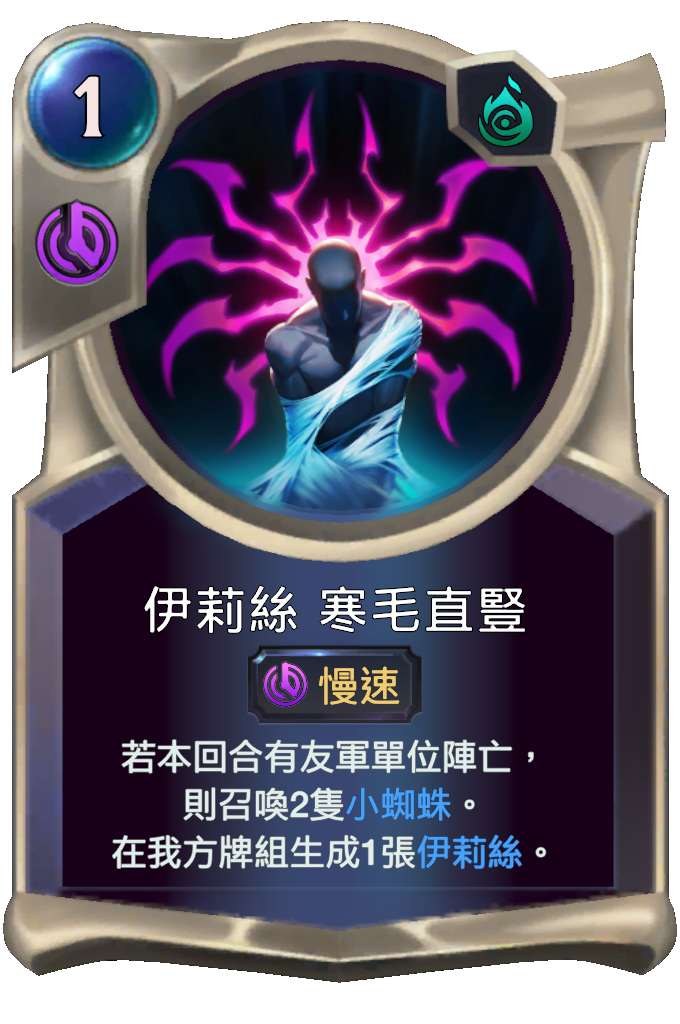 1
伊莉絲 寒毛直豎
慢速
若本回合有友軍單位陣亡，
則召喚2隻小蜘蛛。
在我方牌組生成1張伊莉絲。